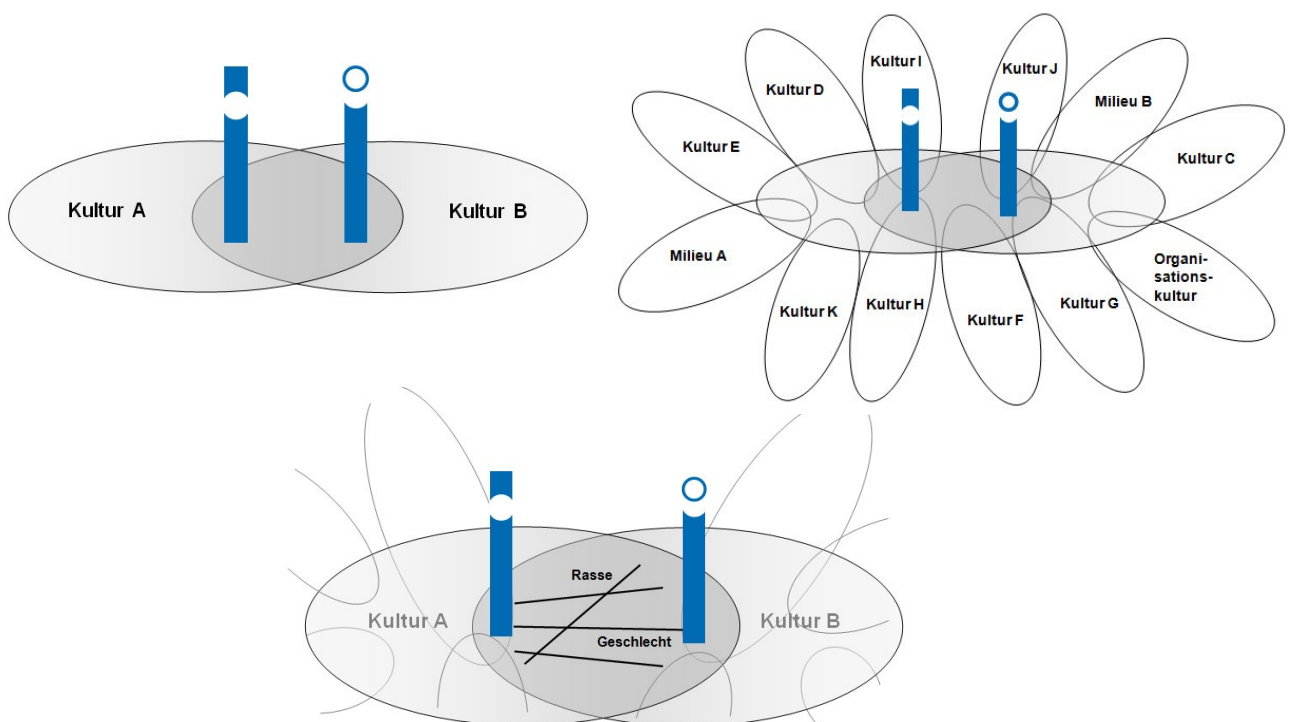 Kultur A
Kultur B
Kultur I
Kultur J
Kultur D
Milieu B
Kultur E
Kultur C
Milieu A
Organi-
sations-
kultur
Kultur K
Kultur H
Kultur F
Kultur G
Rasse
Kultur A
Kultur B
Geschlecht